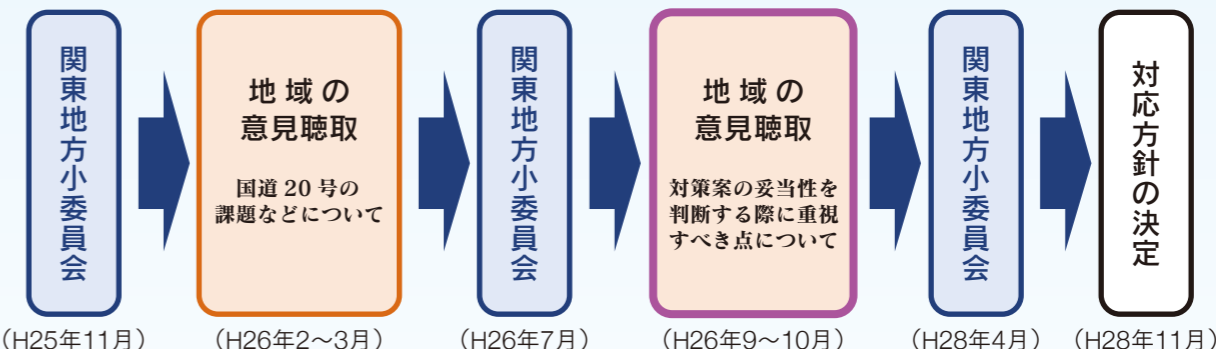 関東地方小委員会
(H25年11月)
地域の
意見聴取
国道20号の
課題などについて
(H26年2～3月)
関東地方小委員会
(H26年7月)
地域の
意見聴取
対策案の妥当性を
判断する際に重視
すべき点について
(H26年9～10月)
関東地方小委員会
(H28年4月)
対応方針の決定
(H28年11月)